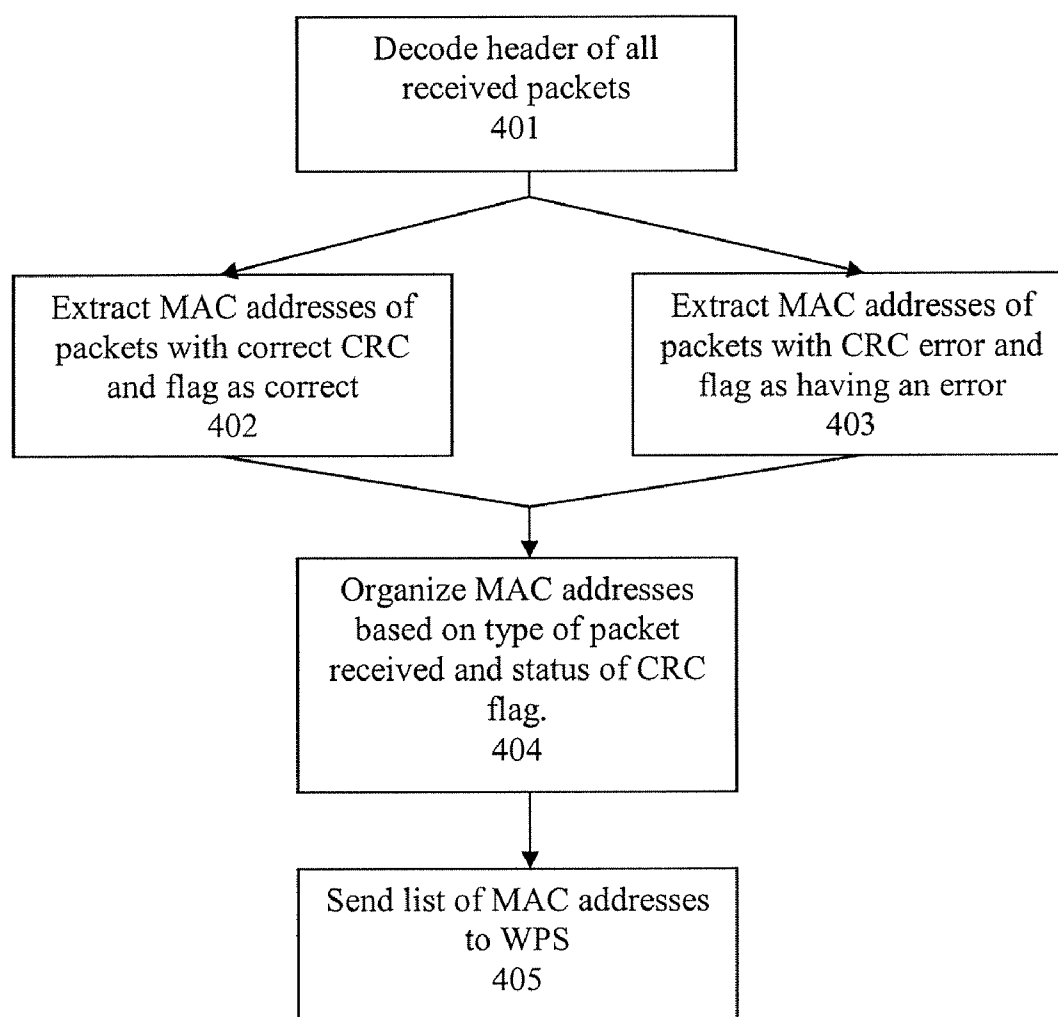 Decode header of all
received packets
401
Extract MAC addresses of
packets with correct CRC
and flag as correct
402
Extract MAC addresses of
packets with CRC error and
flag as having an error
403
Organize MAC addresses
based on type of packet
received and status of CRC
flag.
404
Send list of MAC addresses
to WPS
405